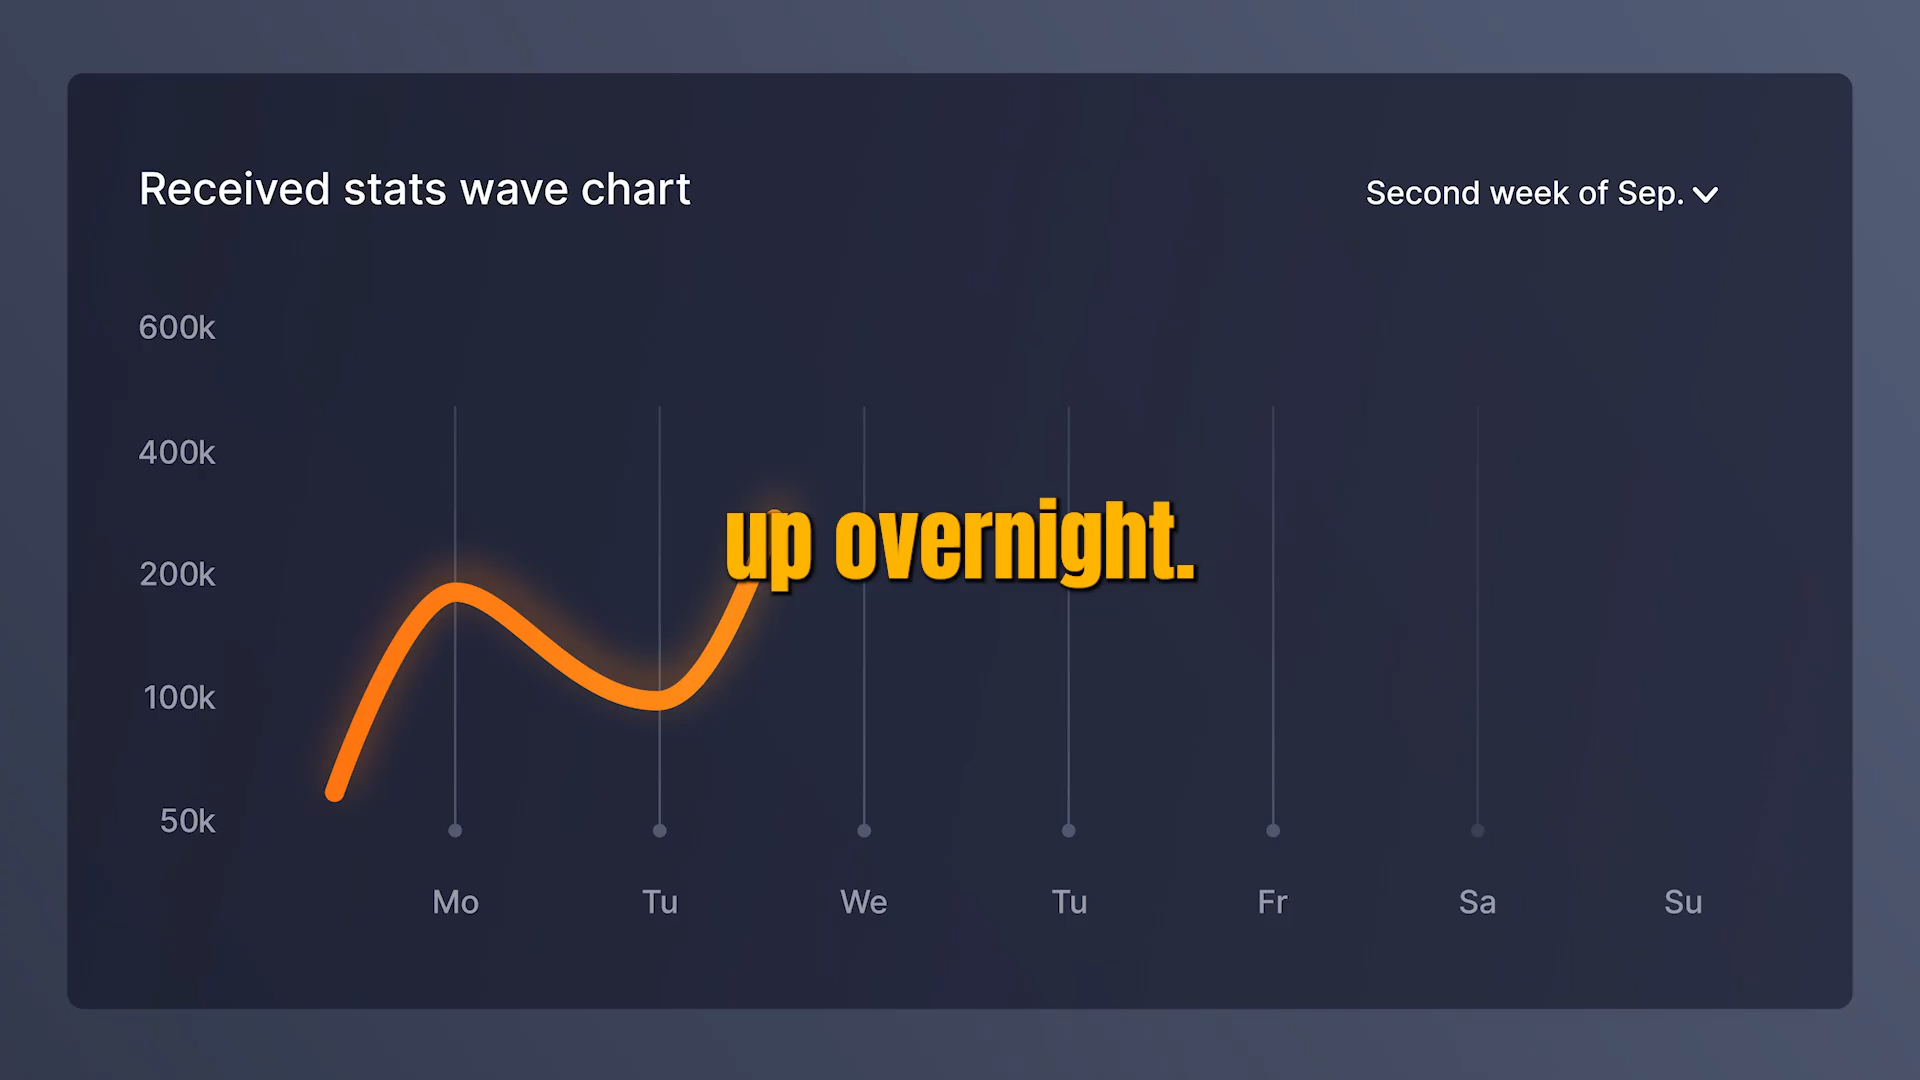 Received stats wave chart
Second week of Sep.
600k
400k
200k
100k
50k
up overnight.
Mo Tu We Tu Fr Sa Su